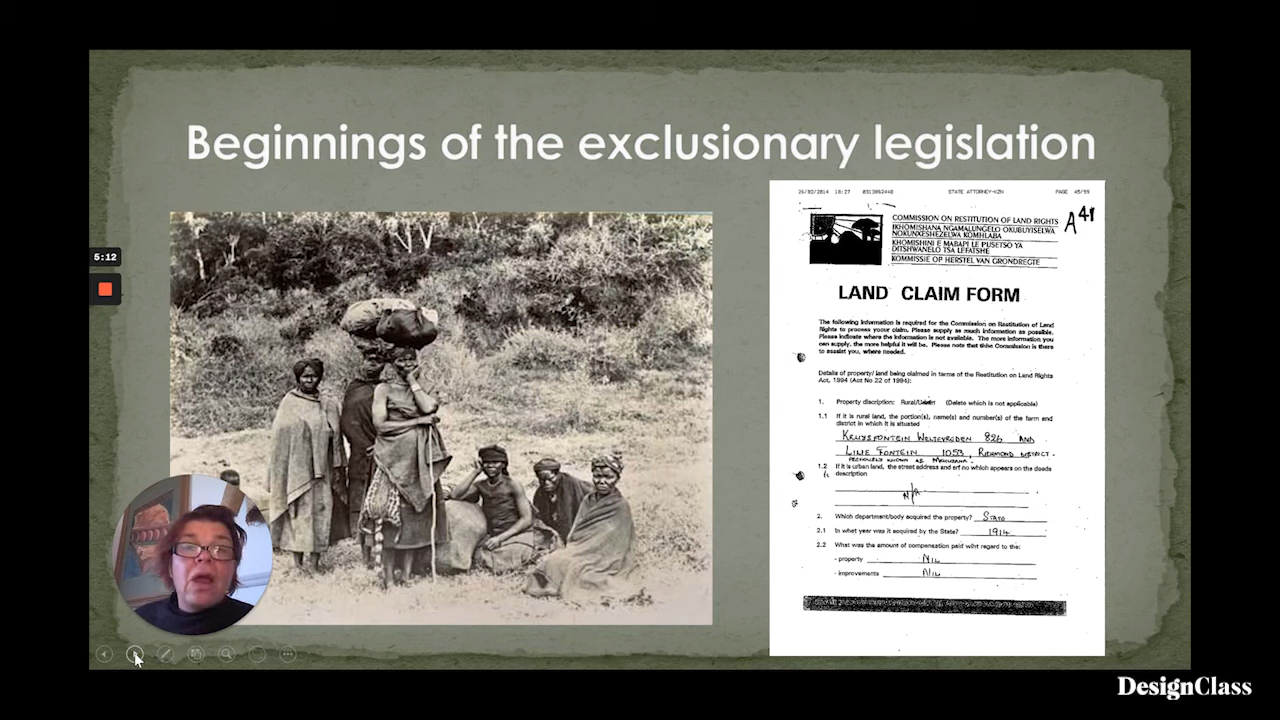 Beginnings of the exclusionary legislation
5:12
26/02/2014 18:27 0313062448 STATE ATTORNEY-KZN PAGE 45/99
A41
COMMISSION ON RESTITUTION OF LAND RIGHTS
IKHOMISHANA NGAMALUNGELO OKUBUYISELWA
NOKUNXESHEZELWA KOMHLABA
KHOMISHINI E MABAPI LE PUSETSO YA
DITSHWANELO TSA LEFATSHE
KOMMISSIE OP HERSTEL VAN GRONDREGTE
LAND CLAIM FORM
The following information is required for the Commission on Restitution of Land
Rights to process your claim. Please supply as much information as possible.
Please indicate where the information is not available. The more information you
can supply, the more helpful it will be. Please note that the Commission is there
to assist you, where needed.
Details of property/ land being claimed in terms of the Restitution on Land Rights
Act, 1994 (Act No 22 of 1994):
1. Property discription: Rural/Urban (Delete which is not applicable)
1.1 If it is rural land, the portion(s), name(s) and number(s) of the farm and
district in which it is situated
KRUISFONTEIN WELTEVREDEN 826 AND
LILIE FONTEIN 1053, RICHMOND DISTRICT -
PREVIOUSLY KNOWN AS
1.2 If it is urban land, the street address and erf no which appears on the deeds
description
N/A
2. Which department/body acquired the property? STATE
2.1 In what year was it acquired by the State? 1914
2.2 What was the amount of compensation paid wiht regard to the:
- property NIL
- improvements NIL
DesignClass